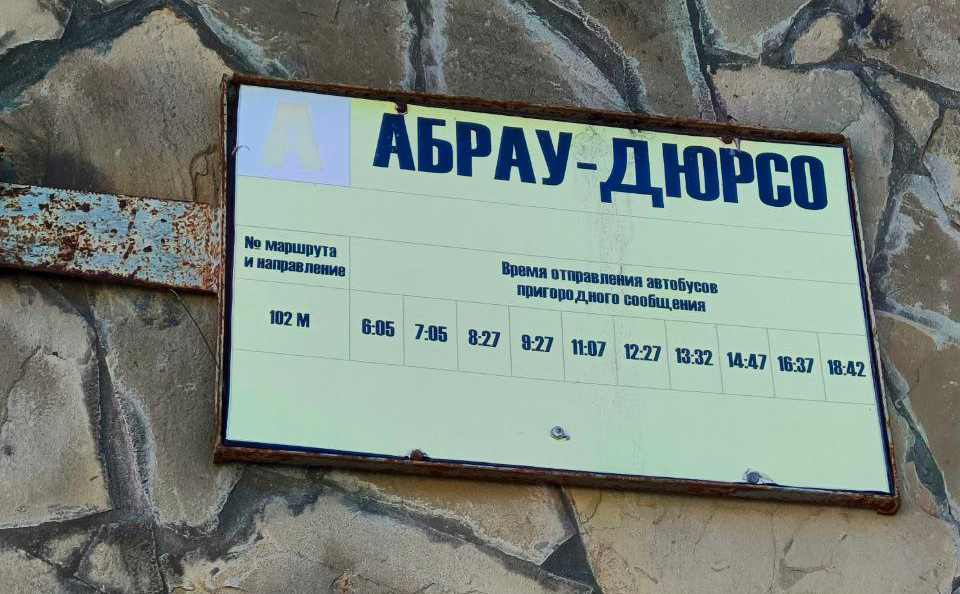 А АБРАУ-ДЮРСО
№ маршрута
и направление
Время отправления автобусов
пригородного сообщения
102 М 6:05 7:05 8:27 9:27 11:07 12:27 13:32 14:47 16:37 18:42